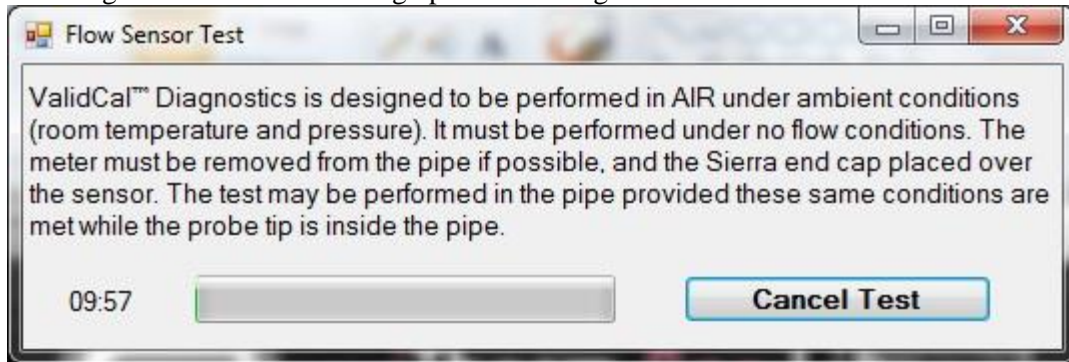 Flow Sensor Test
ValidCal™ Diagnostics is designed to be performed in AIR under ambient conditions
(room temperature and pressure). It must be performed under no flow conditions. The
meter must be removed from the pipe if possible, and the Sierra end cap placed over
the sensor. The test may be performed in the pipe provided these same conditions are
met while the probe tip is inside the pipe.
09:57
Cancel Test